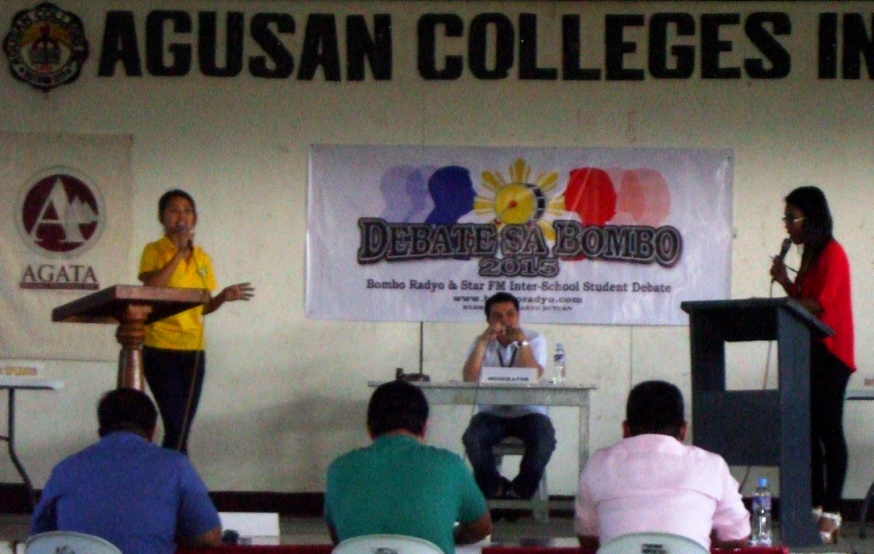 AGUSAN COLLEGES IN
AGATA
DEBATE SA BOMBO
2015
Bombo Radyo & Star FM Inter-School Student Debate
MODERATOR